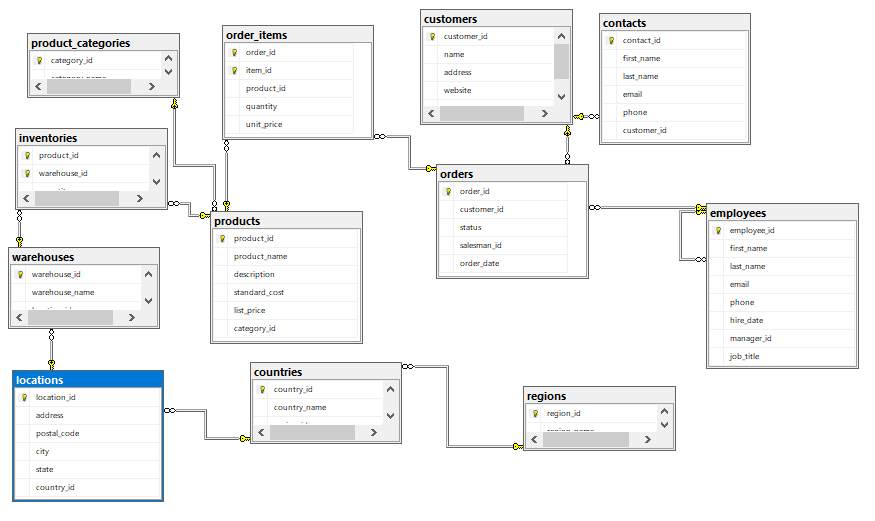 product_categories
category_id
category_name
order_items
order_id
item_id
product_id
quantity
unit_price
customers
customer_id
name
address
website
contacts
contact_id
first_name
last_name
email
phone
customer_id
inventories
product_id
warehouse_id
products
product_id
product_name
description
standard_cost
list_price
category_id
orders
order_id
customer_id
status
salesman_id
order_date
employees
employee_id
first_name
last_name
email
phone
hire_date
manager_id
job_title
warehouses
warehouse_id
warehouse_name
locations
location_id
address
postal_code
city
state
country_id
countries
country_id
country_name
regions
region_id
region_name